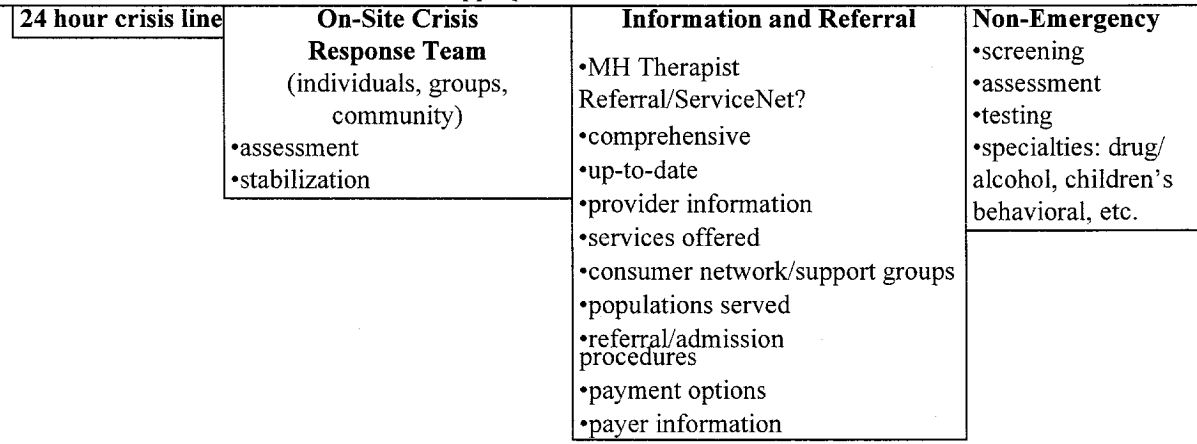 24 hour crisis line
On-Site Crisis
Response Team
(individuals, groups,
community)
•assessment
•stabilization
Information and Referral
•MH Therapist
Referral/ServiceNet?
•comprehensive
•up-to-date
•provider information
•services offered
•consumer network/support groups
•populations served
•referral/admission
procedures
•payment options
•payer information
Non-Emergency
•screening
•assessment
•testing
•specialties: drug/
alcohol, children's
behavioral, etc.